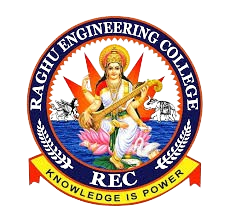 RAGHU ENGINEERING COLLEGE
REC
KNOWLEDGE IS POWER